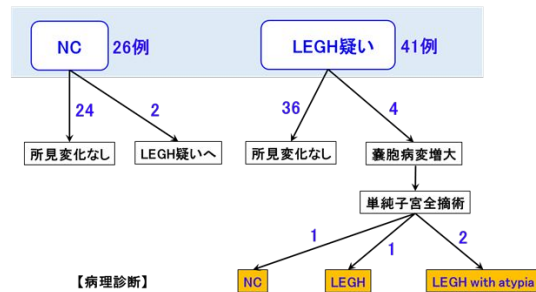 NC 26例 LEGH疑い 41例
24 2 36 4
所見変化なし LEGH疑いへ 所見変化なし 嚢胞病変増大
単純子宮全摘術
1 1 2
【病理診断】 NC LEGH LEGH with atypia